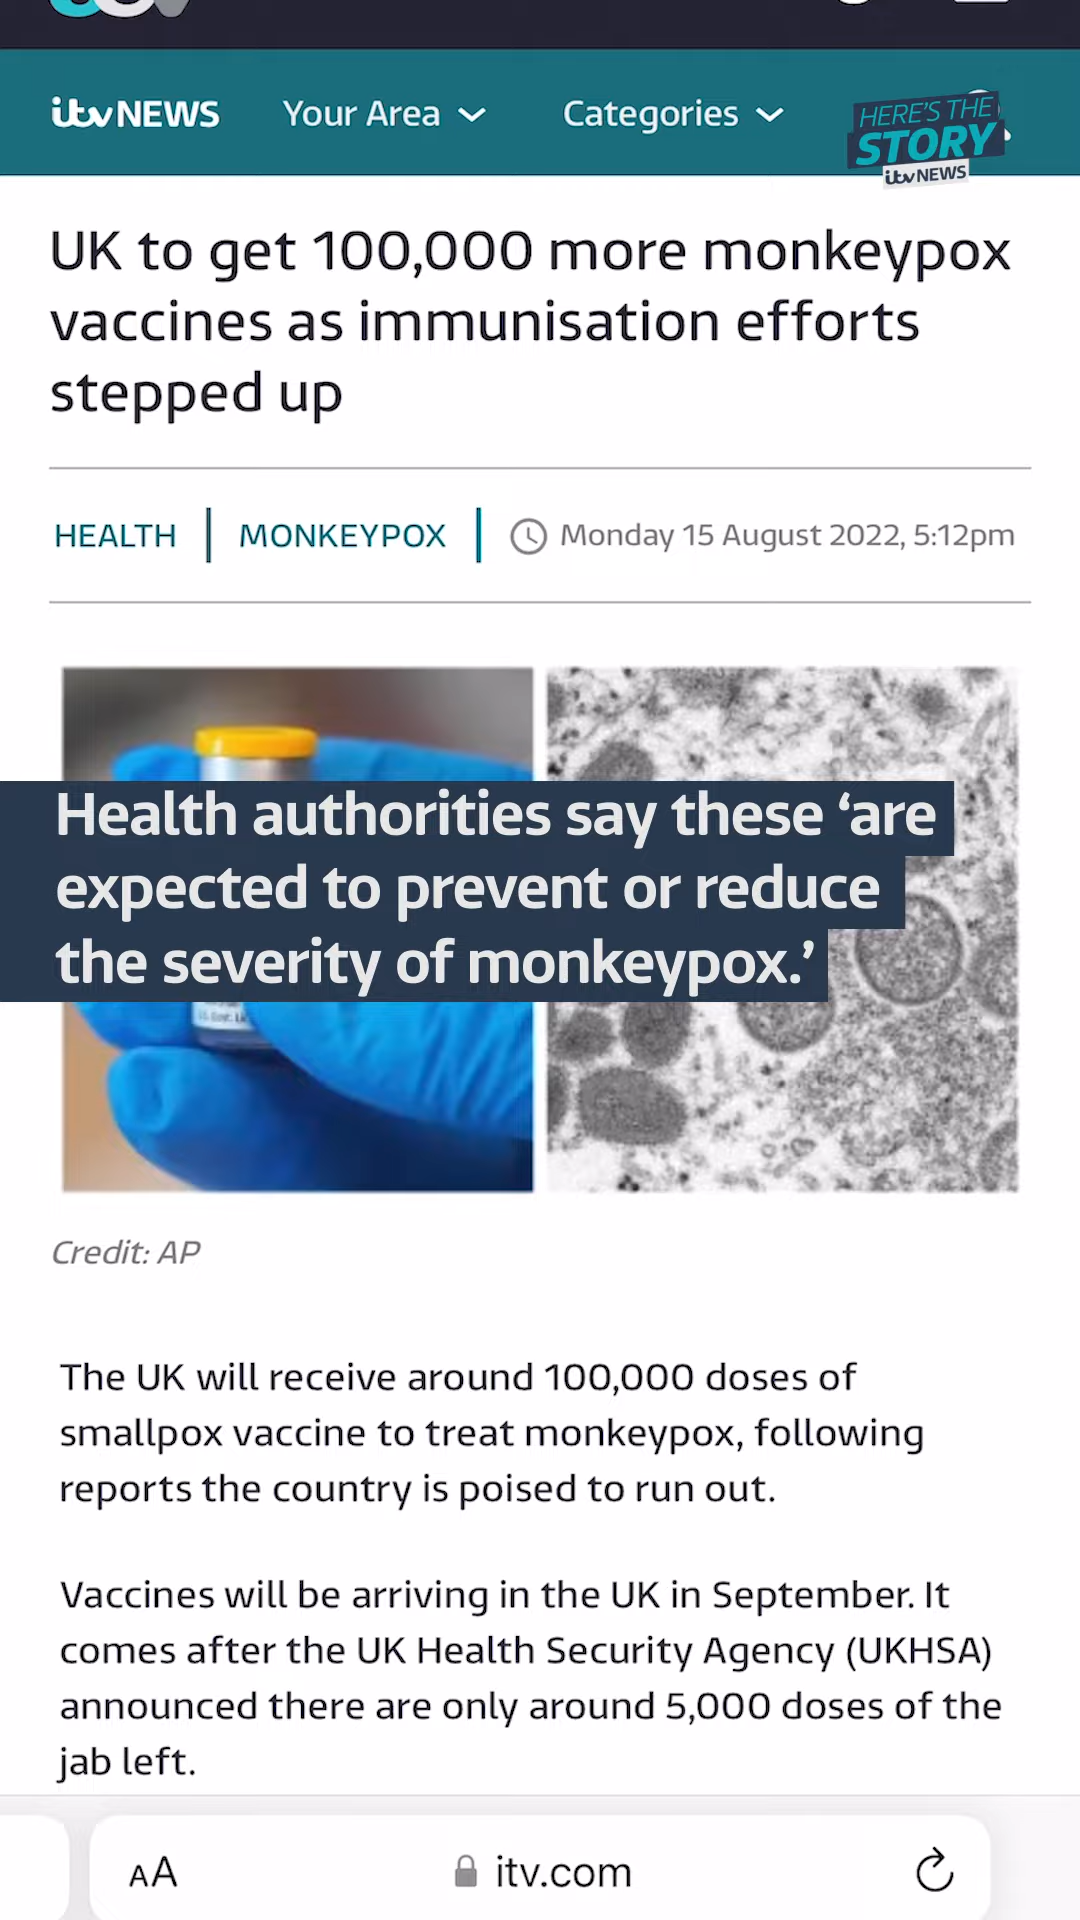 itv NEWS Your Area Categories
HERE'S THE
STORY
itv NEWS
UK to get 100,000 more monkeypox
vaccines as immunisation efforts
stepped up
HEALTH MONKEYPOX Monday 15 August 2022, 5:12pm
Health authorities say these ‘are
expected to prevent or reduce
the severity of monkeypox.’
Credit: AP
The UK will receive around 100,000 doses of
smallpox vaccine to treat monkeypox, following
reports the country is poised to run out.
Vaccines will be arriving in the UK in September. It
comes after the UK Health Security Agency (UKHSA)
announced there are only around 5,000 doses of the
jab left.
AA itv.com